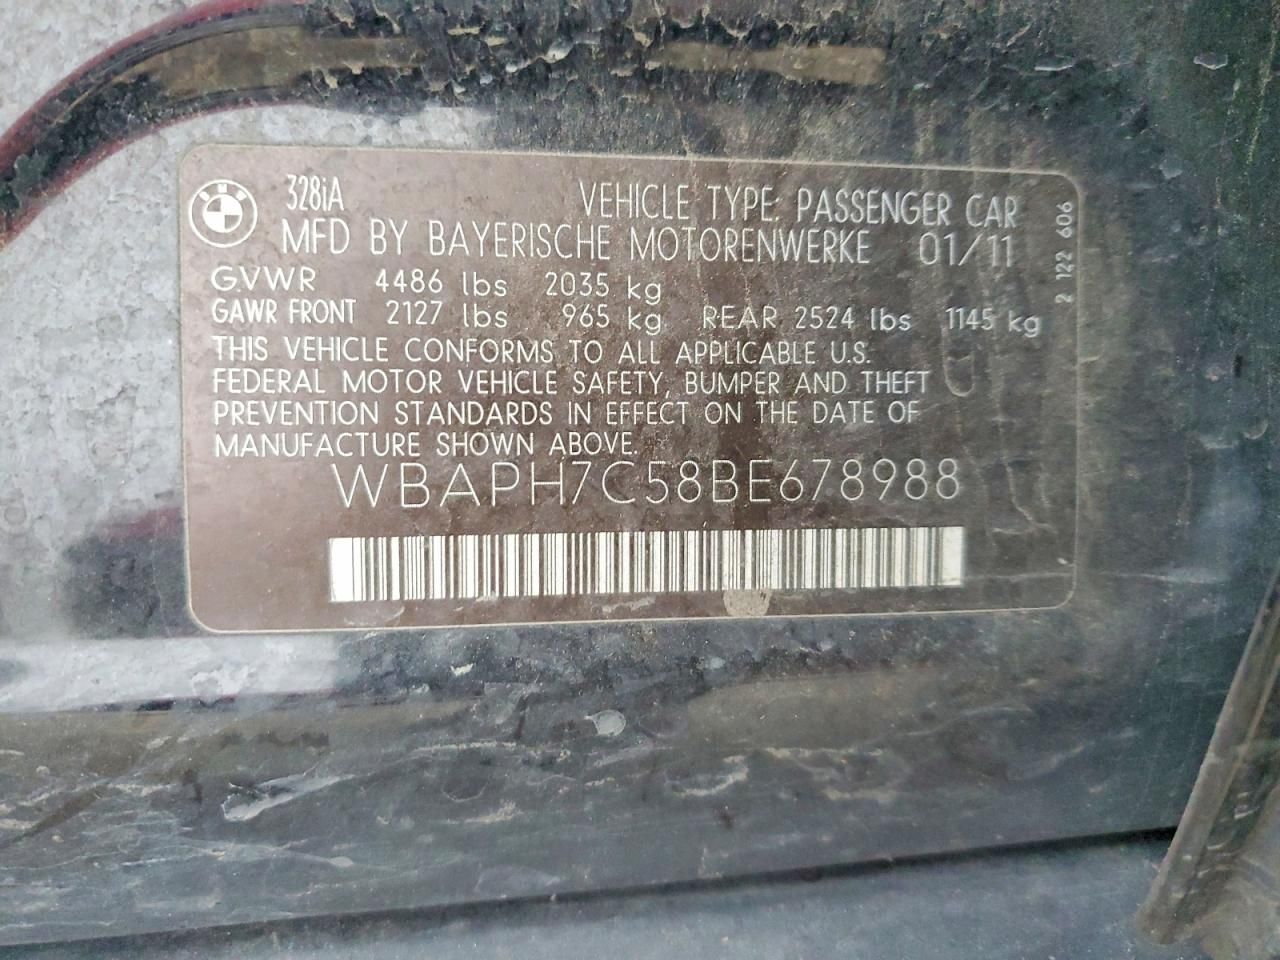 328iA VEHICLE TYPE: PASSENGER CAR
MFD BY BAYERISCHE MOTORENWERKE 01/11
GVWR 4486 lbs 2035 kg
GAWR FRONT 2127 lbs 965 kg REAR 2524 lbs 1145 kg
THIS VEHICLE CONFORMS TO ALL APPLICABLE U.S.
FEDERAL MOTOR VEHICLE SAFETY, BUMPER AND THEFT
PREVENTION STANDARDS IN EFFECT ON THE DATE OF
MANUFACTURE SHOWN ABOVE.
WBAPH7C58BE678988
2 122 606